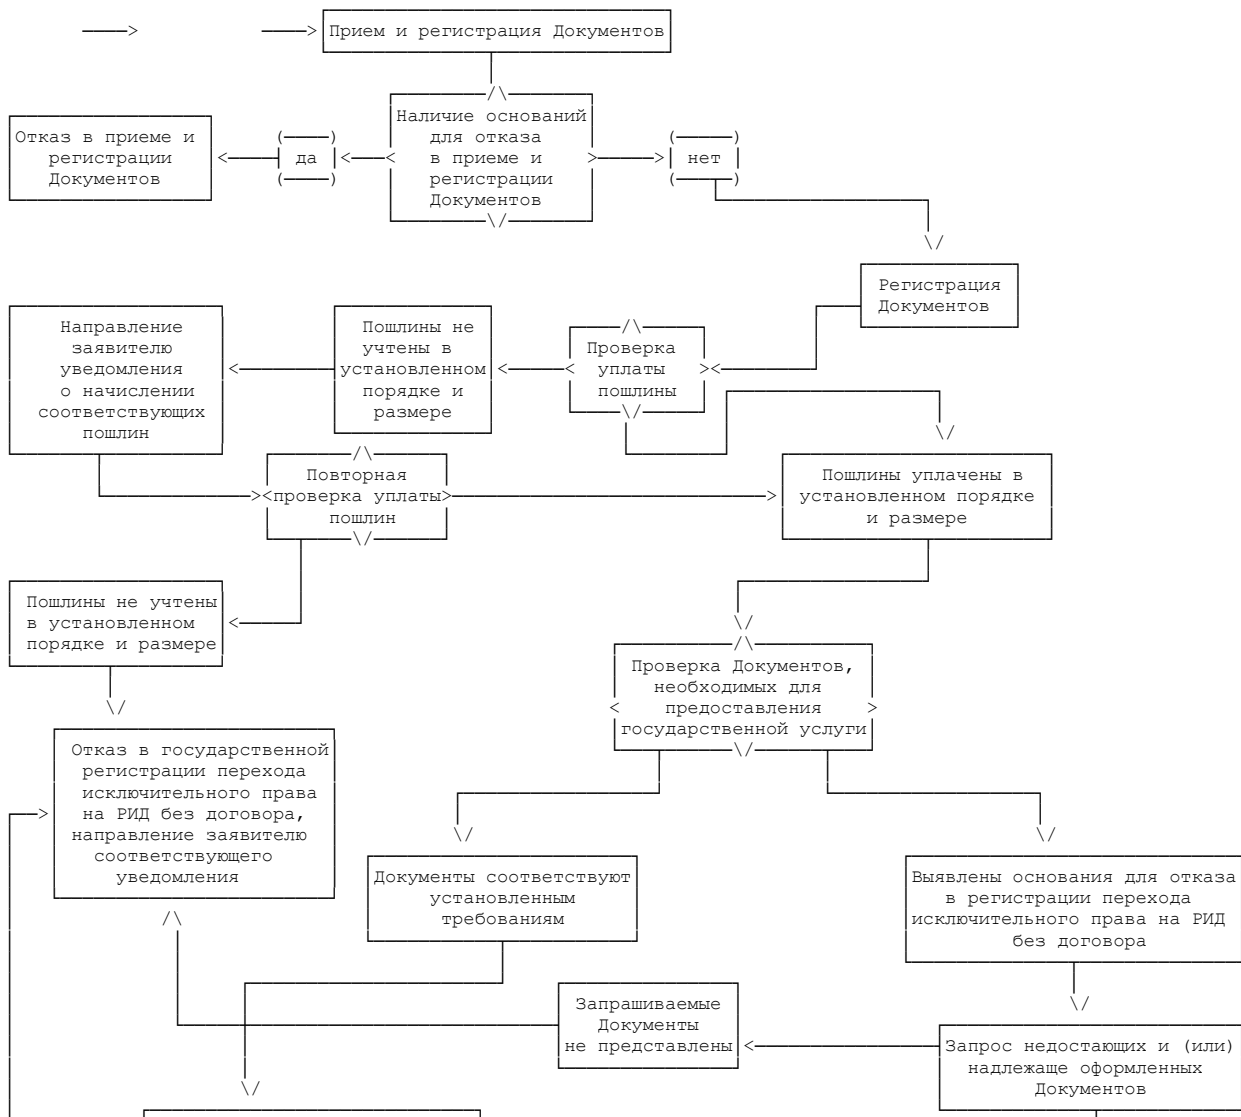 Прием и регистрация Документов
Наличие оснований
для отказа
в приеме и
регистрации
Документов
Отказ в приеме и
регистрации
Документов
да
нет
Регистрация
Документов
Направление
заявителю
уведомления
о начислении
соответствующих
пошлин
Пошлины не
учтены в
установленном
порядке и
размере
Проверка
уплаты
пошлины
Повторная
проверка уплаты
пошлин
Пошлины уплачены в
установленном порядке
и размере
Пошлины не учтены
в установленном
порядке и размере
Проверка Документов,
необходимых для
предоставления
государственной услуги
Отказ в государственной
регистрации перехода
исключительного права
на РИД без договора,
направление заявителю
соответствующего
уведомления
Документы соответствуют
установленным
требованиям
Выявлены основания для отказа
в регистрации перехода
исключительного права на РИД
без договора
Запрашиваемые
Документы
не представлены
Запрос недостающих и (или)
надлежаще оформленных
Документов